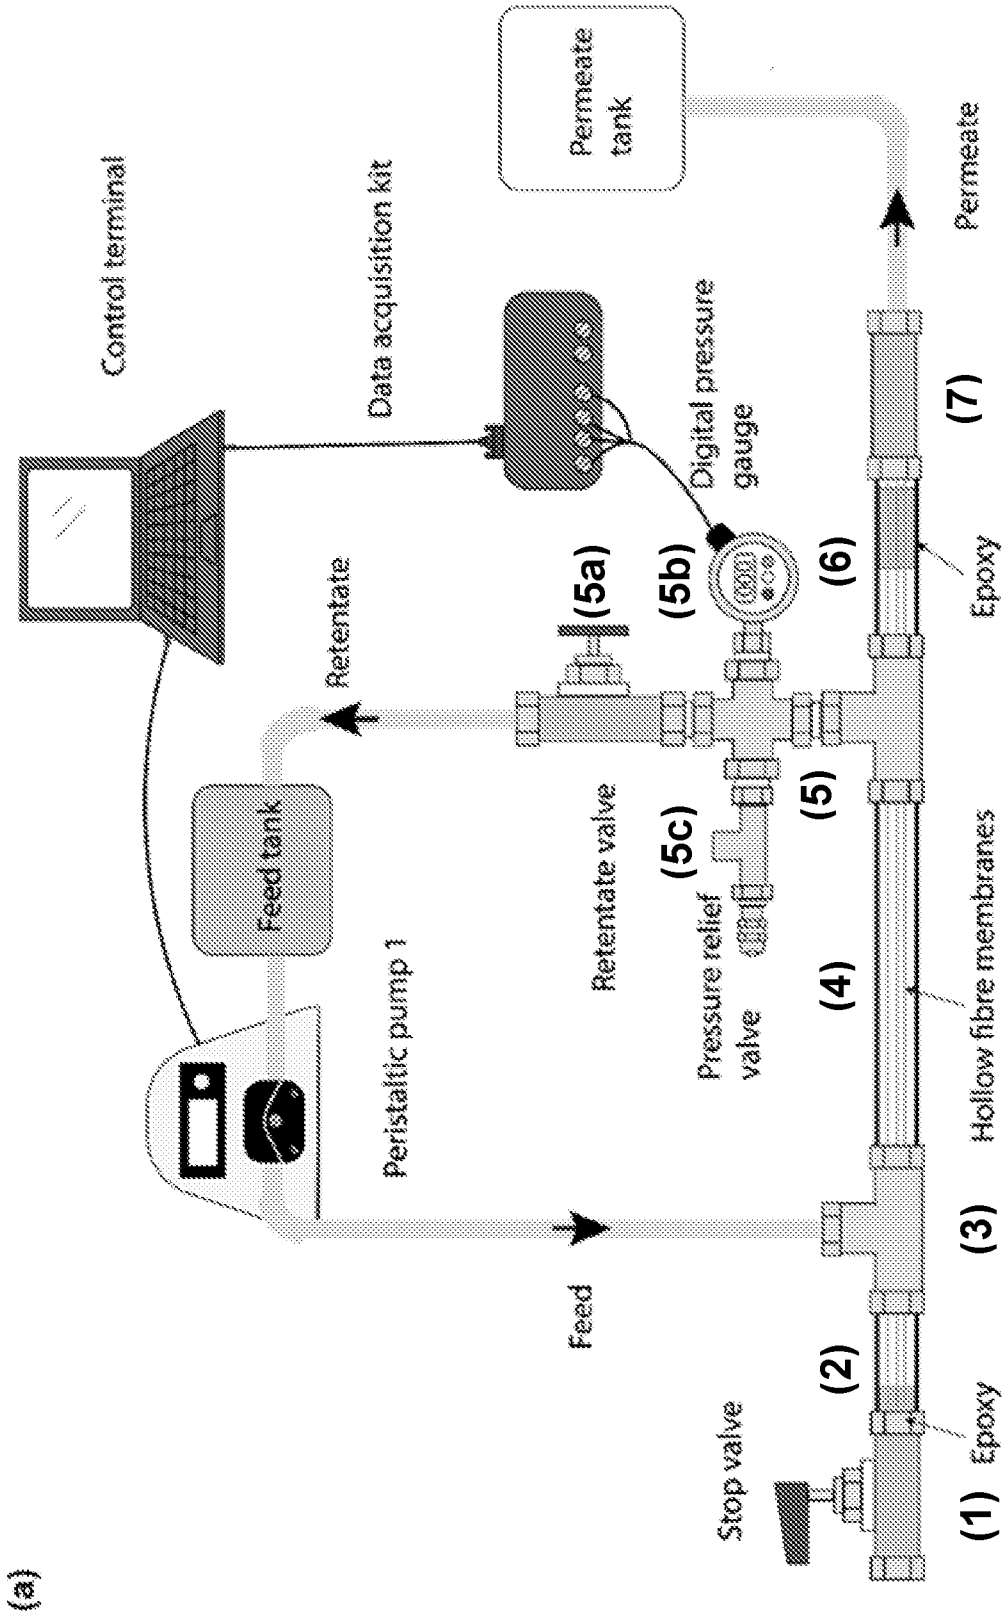 (a)
Control terminal
Data acquisition kit
Permeate
tank
Permeate
Retentate
Feed tank
Peristaltic pump 1
Feed
Retentate valve
(5a)
(5b)
Digital pressure
gauge
(5c)
Pressure relief
valve
(5)
Stop valve
(1)
(2)
Epoxy
(3)
(4)
Hollow fibre membranes
(6)
Epoxy
(7)